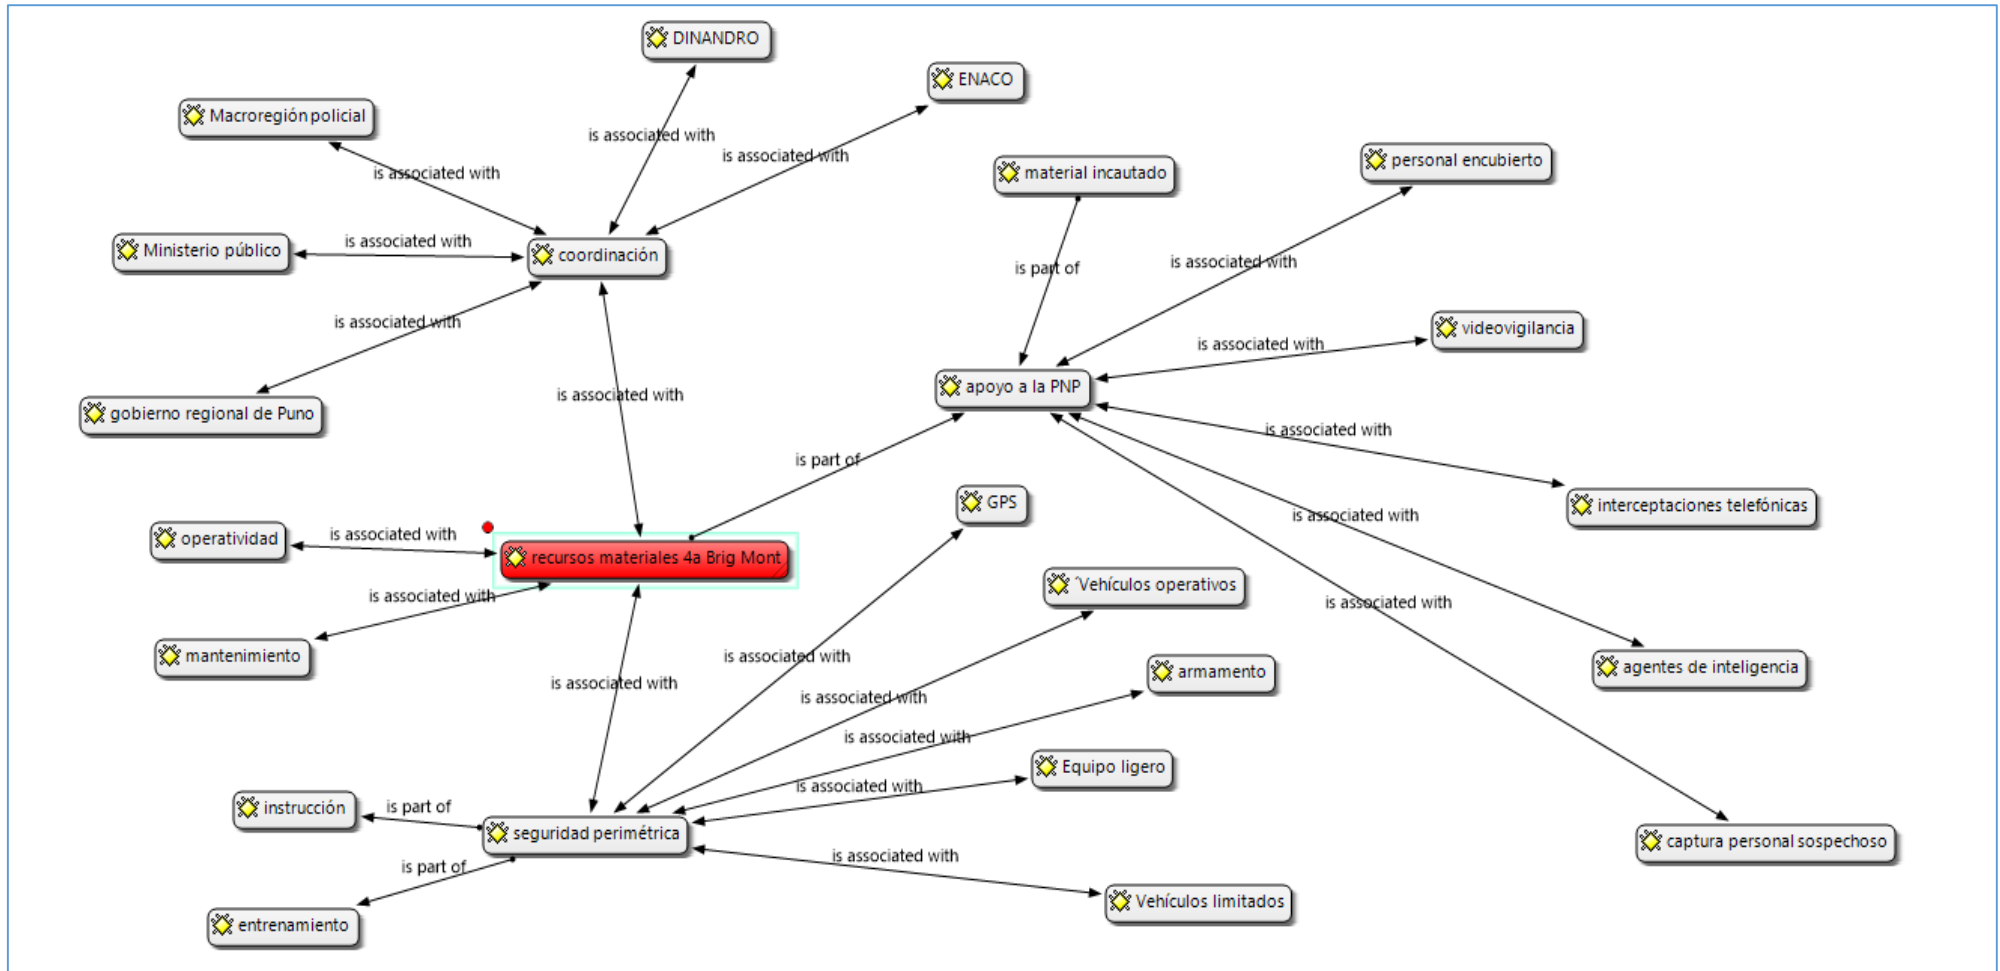 DINANDRO
ENACO
Macroregión policial
is associated with
is associated with
is associated with
personal encubierto
material incautado
Ministerio público
is associated with
coordinación
is part of
is associated with
is associated with
videovigilancia
is associated with
apoyo a la PNP
is associated with
gobierno regional de Puno
is associated with
is part of
GPS
interceptaciones telefónicas
is associated with
operatividad
is associated with
recursos materiales 4a Brig Mont
´Vehículos operativos
is associated with
is associated with
mantenimiento
is associated with
agentes de inteligencia
armamento
is associated with
is associated with
is associated with
Equipo ligero
is associated with
instrucción
is part of
seguridad perimétrica
captura personal sospechoso
is associated with
is part of
Vehículos limitados
entrenamiento